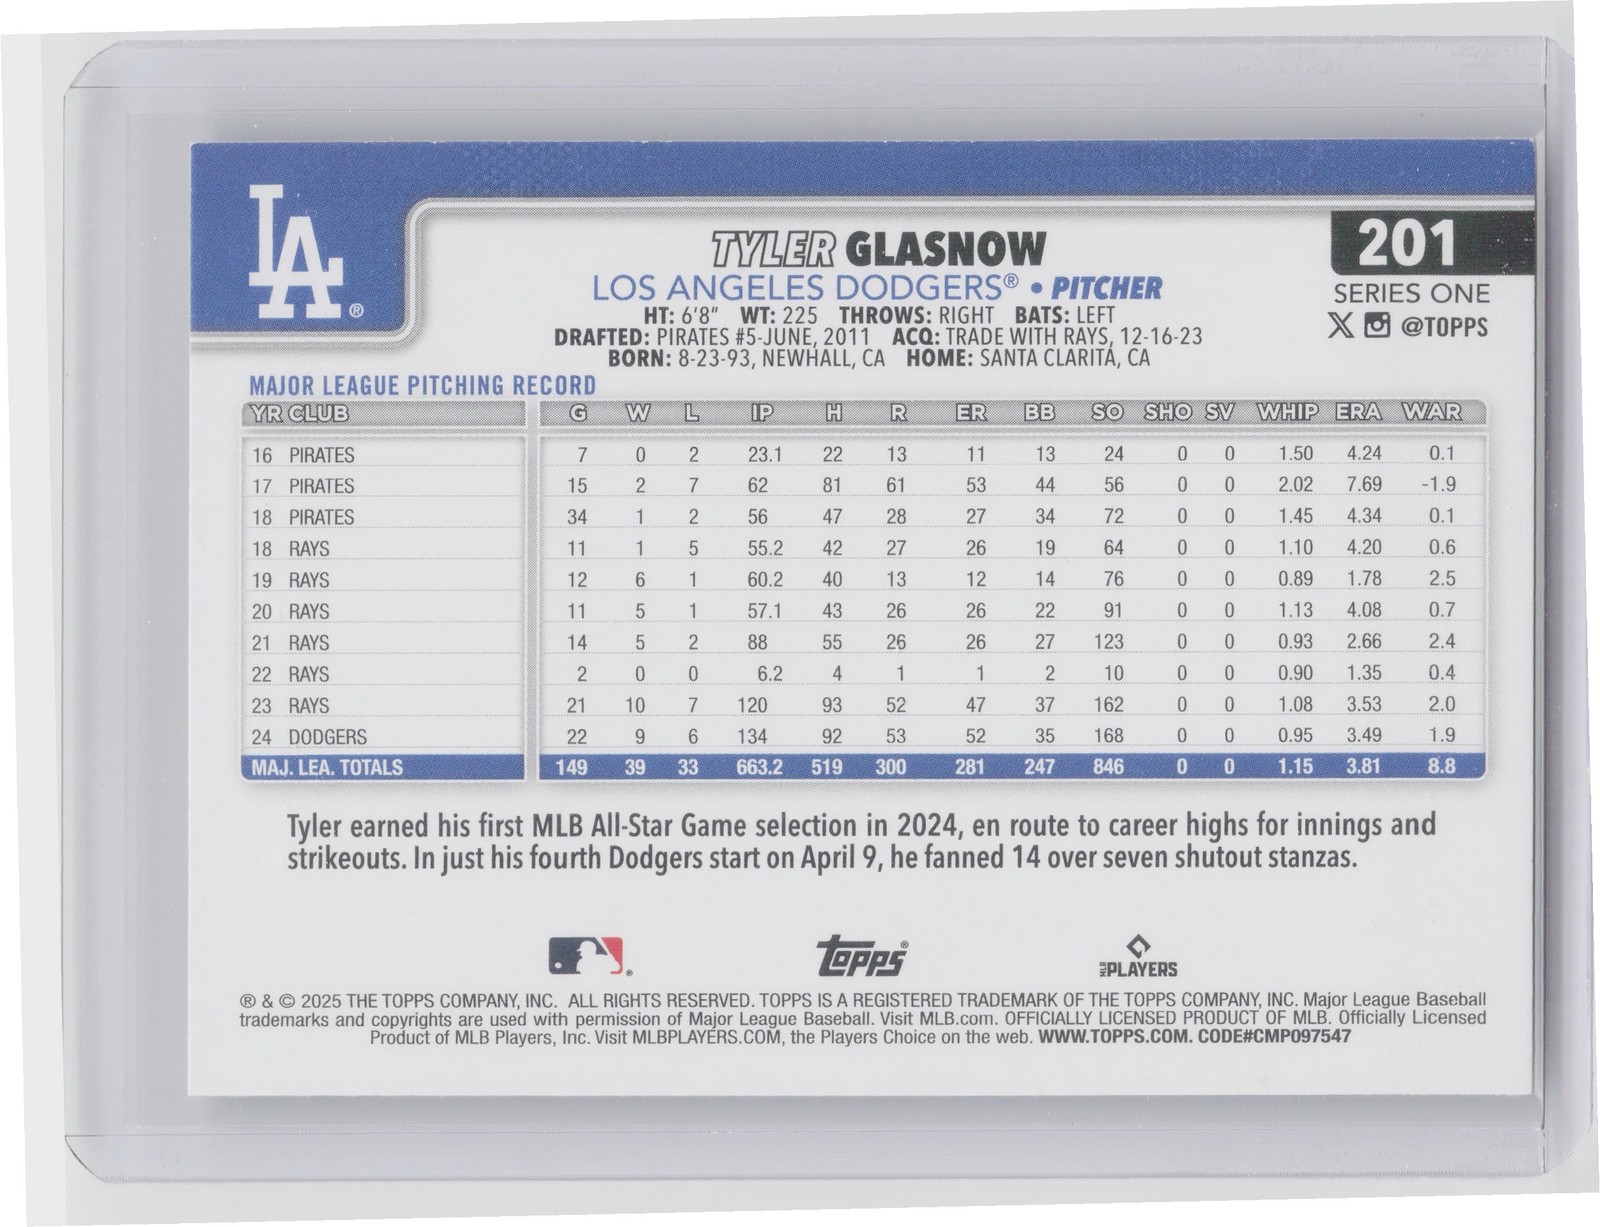 LA®
TYLER GLASNOW
LOS ANGELES DODGERS® • PITCHER
HT: 6'8" WT: 225 THROWS: RIGHT BATS: LEFT
DRAFTED: PIRATES #5-JUNE, 2011 ACQ: TRADE WITH RAYS, 12-16-23
BORN: 8-23-93, NEWHALL, CA HOME: SANTA CLARITA, CA
201
SERIES ONE
X @TOPPS
MAJOR LEAGUE PITCHING RECORD
YR CLUB G W L IP H R ER BB SO SHO SV WHIP ERA WAR
16 PIRATES 7 0 2 23.1 22 13 11 13 24 0 0 1.50 4.24 0.1
17 PIRATES 15 2 7 62 81 61 53 44 56 0 0 2.02 7.69 -1.9
18 PIRATES 34 1 2 56 47 28 27 34 72 0 0 1.45 4.34 0.1
18 RAYS 11 1 5 55.2 42 27 26 19 64 0 0 1.10 4.20 0.6
19 RAYS 12 6 1 60.2 40 13 12 14 76 0 0 0.89 1.78 2.5
20 RAYS 11 5 1 57.1 43 26 26 22 91 0 0 1.13 4.08 0.7
21 RAYS 14 5 2 88 55 26 26 27 123 0 0 0.93 2.66 2.4
22 RAYS 2 0 0 6.2 4 1 1 2 10 0 0 0.90 1.35 0.4
23 RAYS 21 10 7 120 93 52 47 37 162 0 0 1.08 3.53 2.0
24 DODGERS 22 9 6 134 92 53 52 35 168 0 0 0.95 3.49 1.9
MAJ. LEA. TOTALS 149 39 33 663.2 519 300 281 247 846 0 0 1.15 3.81 8.8
Tyler earned his first MLB All-Star Game selection in 2024, en route to career highs for innings and
strikeouts. In just his fourth Dodgers start on April 9, he fanned 14 over seven shutout stanzas.
®
Topps®
MLB PLAYERS
® & © 2025 THE TOPPS COMPANY, INC. ALL RIGHTS RESERVED. TOPPS IS A REGISTERED TRADEMARK OF THE TOPPS COMPANY, INC. Major League Baseball
trademarks and copyrights are used with permission of Major League Baseball. Visit MLB.com. OFFICIALLY LICENSED PRODUCT OF MLB. Officially Licensed
Product of MLB Players, Inc. Visit MLBPLAYERS.COM, the Players Choice on the web. WWW.TOPPS.COM. CODE#CMP097547